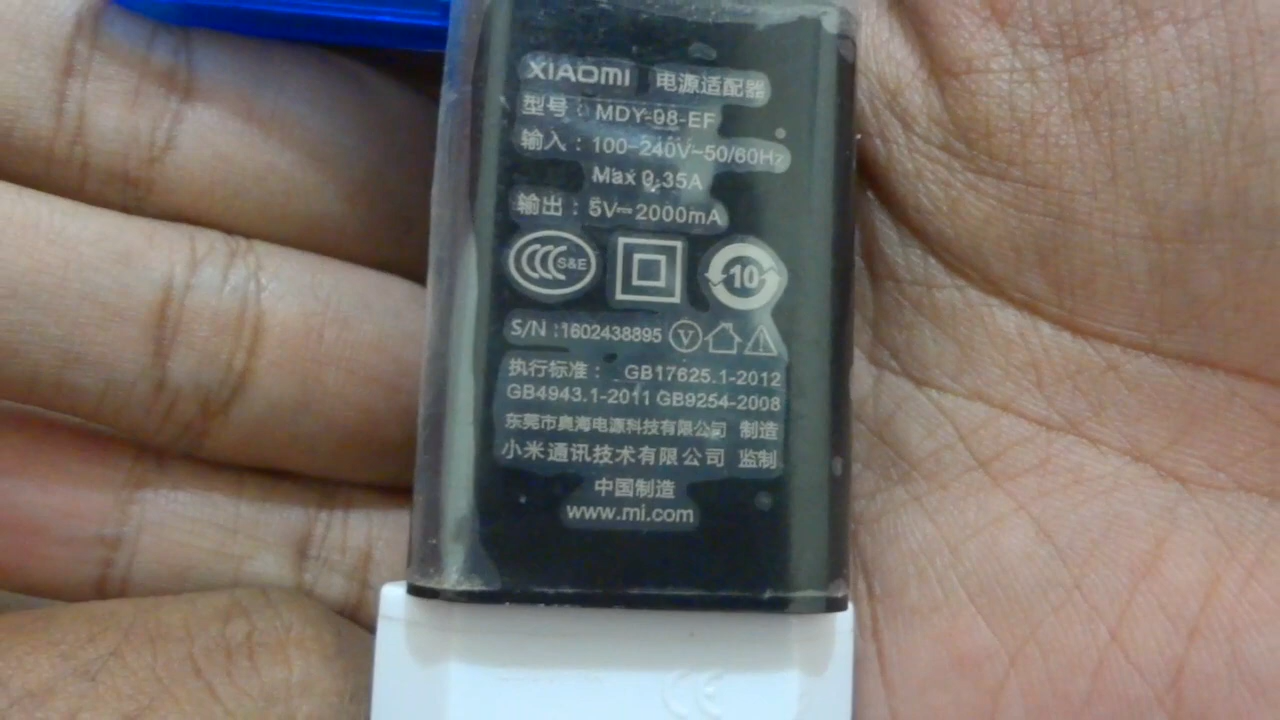 XIAOMI 电源适配器
型号: MDY-08-EF
输入: 100-240V~50/60Hz
Max 0.35A
输出: 5V⎓2000mA
S&E 10
S/N:1602438895 V
执行标准: GB17625.1-2012
GB4943.1-2011 GB9254-2008
东莞市奥海电源科技有限公司 制造
小米通讯技术有限公司 监制
中国制造
www.mi.com